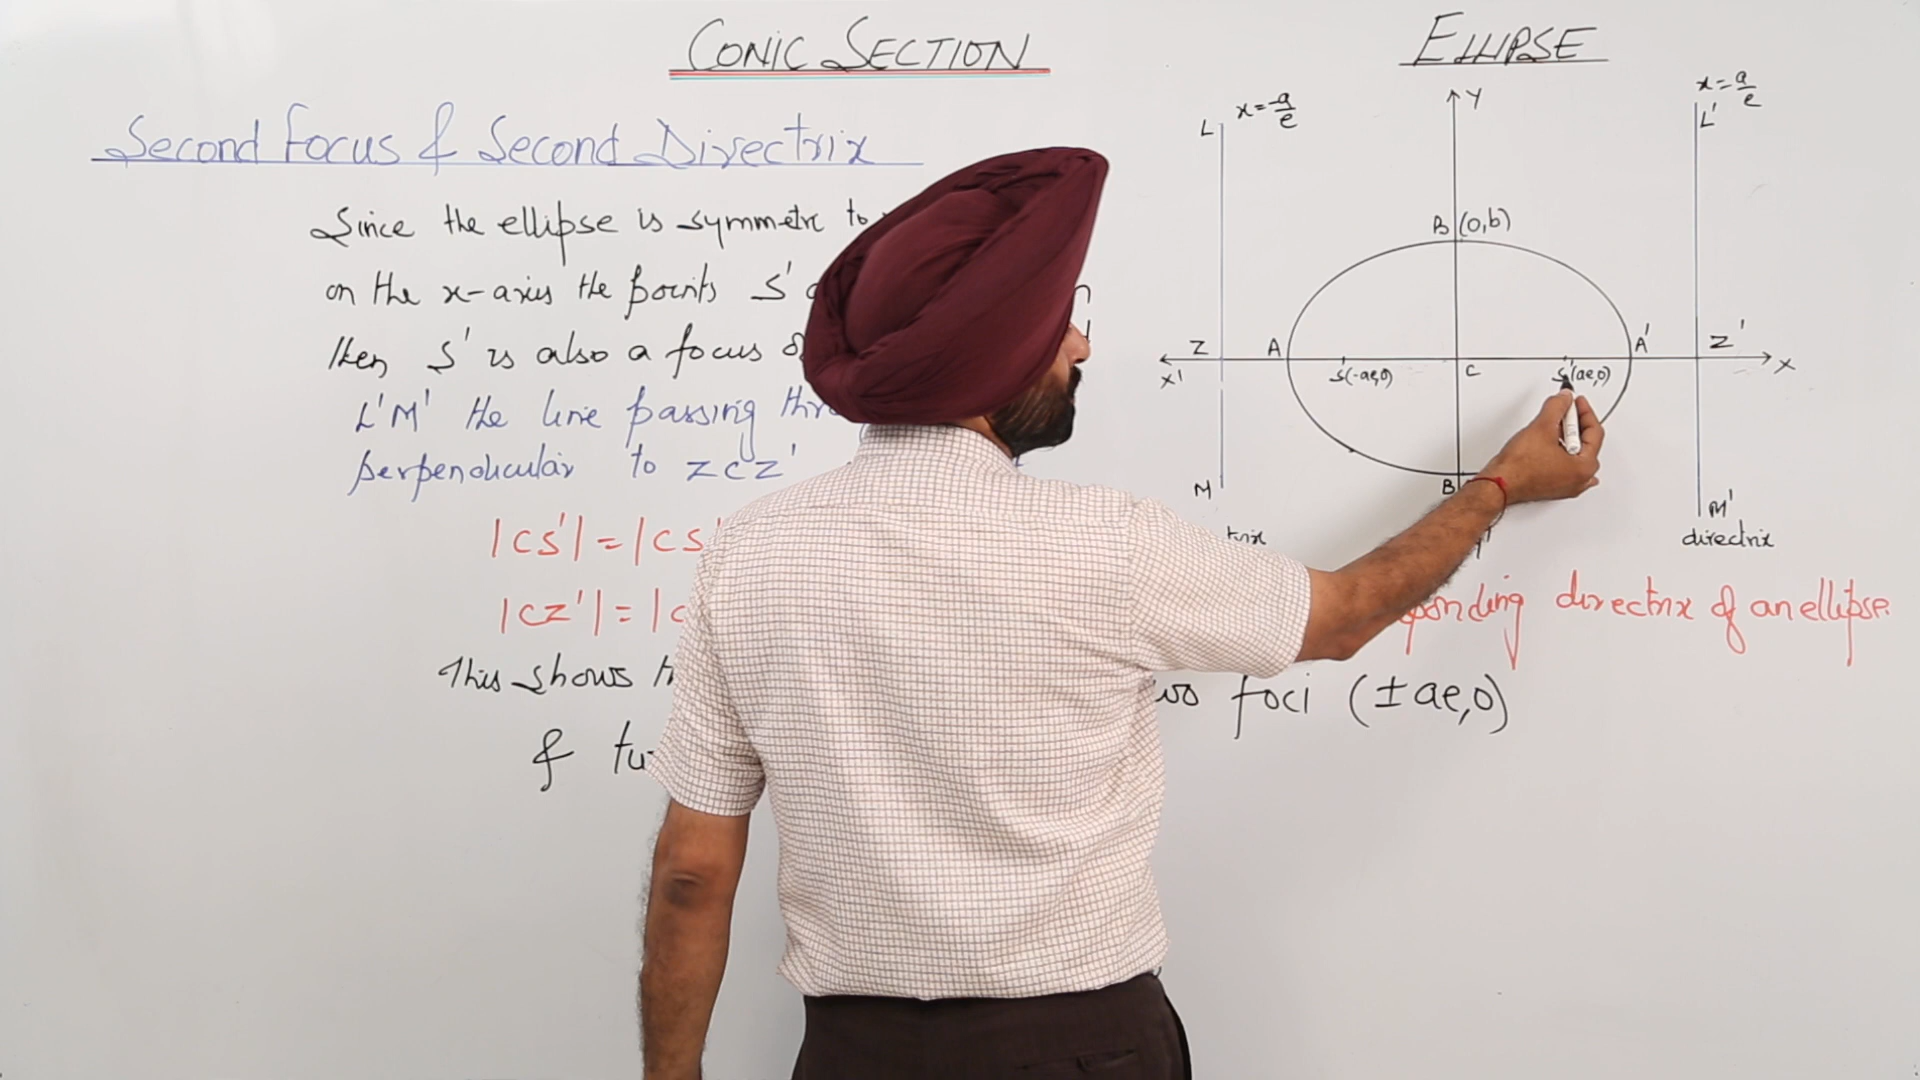 CONIC SECTION
ELLIPSE
Second Focus & Second Directrix
Since the ellipse is symmetric to
on the x-axis the points S'
then S' is also a focus
L'M' the line passing
perpendicular to ZCZ'
|CS'| = |CS
|CZ'| = |C
directrix of an ellipse.
This shows
foci (±ae,0)
&
x=-a/e
x=a/e
L
Y
L'
B (0,b)
Z
A
A'
Z'
X'
S(-ae,0)
C
S'(ae,0)
X
M
B
M'
directrix